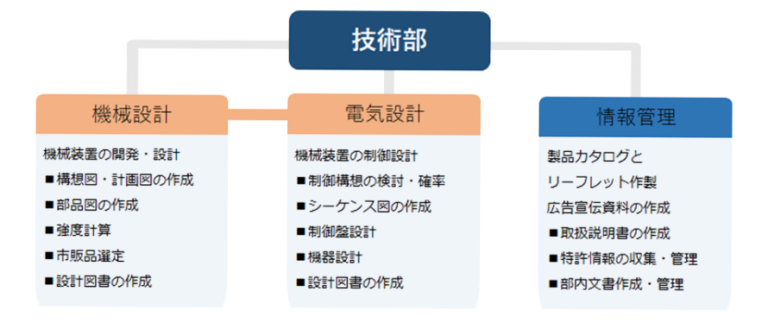 技術部
機械設計
機械装置の開発・設計
■構想図・計画図の作成
■部品図の作成
■強度計算
■市販品選定
■設計図書の作成
電気設計
機械装置の制御設計
■制御構想の検討・確率
■シーケンス図の作成
■制御盤設計
■機器設計
■設計図書の作成
情報管理
製品カタログと
リーフレット作製
広告宣伝資料の作成
■取扱説明書の作成
■特許情報の収集・管理
■部内文書作成・管理